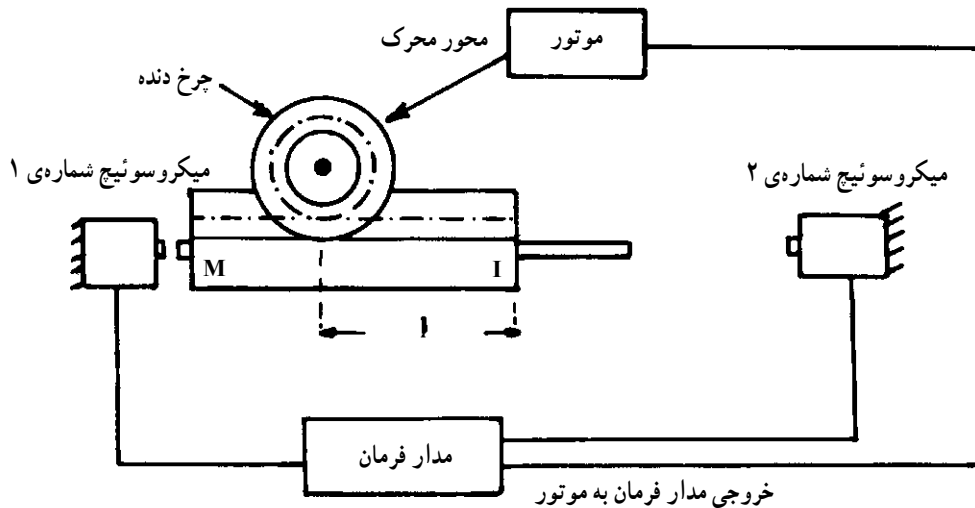 موتور
محور محرک
چرخ دنده
میکروسوئیچ شماره‌ی ۱
میکروسوئیچ شماره‌ی ۲
M
I
l
مدار فرمان
خروجی مدار فرمان به موتور